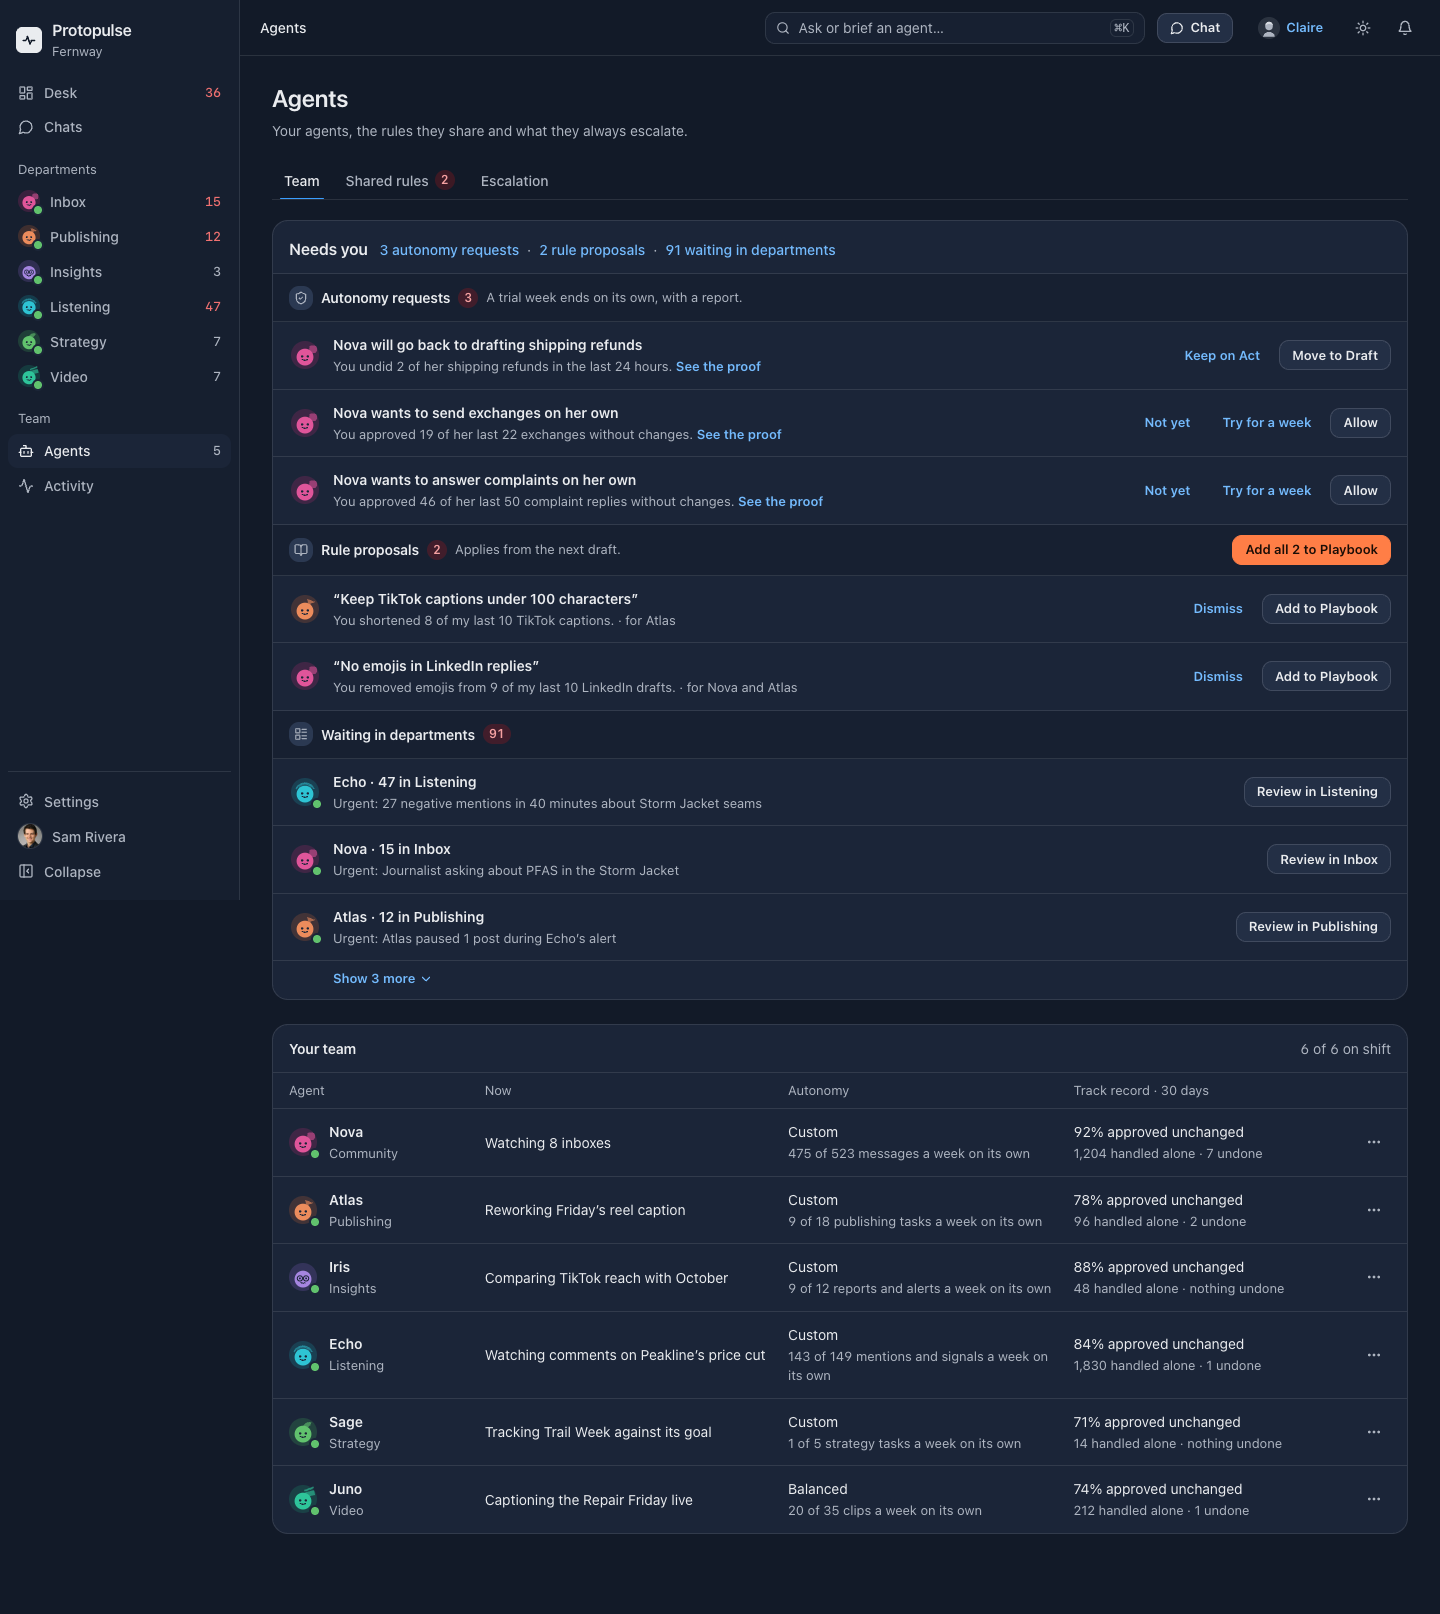 Protopulse
Fernway
Desk 36
Chats
Departments
Inbox 15
Publishing 12
Insights 3
Listening 47
Strategy 7
Video 7
Team
Agents 5
Activity
Settings
Sam Rivera
Collapse
Agents
Ask or brief an agent… ⌘K
Chat
Claire
Agents
Your agents, the rules they share and what they always escalate.
Team
Shared rules 2
Escalation
Needs you 3 autonomy requests · 2 rule proposals · 91 waiting in departments
Autonomy requests 3 A trial week ends on its own, with a report.
Nova will go back to drafting shipping refunds
You undid 2 of her shipping refunds in the last 24 hours. See the proof
Keep on Act
Move to Draft
Nova wants to send exchanges on her own
You approved 19 of her last 22 exchanges without changes. See the proof
Not yet
Try for a week
Allow
Nova wants to answer complaints on her own
You approved 46 of her last 50 complaint replies without changes. See the proof
Not yet
Try for a week
Allow
Rule proposals 2 Applies from the next draft.
Add all 2 to Playbook
“Keep TikTok captions under 100 characters”
You shortened 8 of my last 10 TikTok captions. · for Atlas
Dismiss
Add to Playbook
“No emojis in LinkedIn replies”
You removed emojis from 9 of my last 10 LinkedIn drafts. · for Nova and Atlas
Dismiss
Add to Playbook
Waiting in departments 91
Echo · 47 in Listening
Urgent: 27 negative mentions in 40 minutes about Storm Jacket seams
Review in Listening
Nova · 15 in Inbox
Urgent: Journalist asking about PFAS in the Storm Jacket
Review in Inbox
Atlas · 12 in Publishing
Urgent: Atlas paused 1 post during Echo’s alert
Review in Publishing
Show 3 more
Your team
6 of 6 on shift
Agent Now Autonomy Track record · 30 days
Nova
Community
Watching 8 inboxes
Custom
475 of 523 messages a week on its own
92% approved unchanged
1,204 handled alone · 7 undone
Atlas
Publishing
Reworking Friday’s reel caption
Custom
9 of 18 publishing tasks a week on its own
78% approved unchanged
96 handled alone · 2 undone
Iris
Insights
Comparing TikTok reach with October
Custom
9 of 12 reports and alerts a week on its own
88% approved unchanged
48 handled alone · nothing undone
Echo
Listening
Watching comments on Peakline’s price cut
Custom
143 of 149 mentions and signals a week on
its own
84% approved unchanged
1,830 handled alone · 1 undone
Sage
Strategy
Tracking Trail Week against its goal
Custom
1 of 5 strategy tasks a week on its own
71% approved unchanged
14 handled alone · nothing undone
Juno
Video
Captioning the Repair Friday live
Balanced
20 of 35 clips a week on its own
74% approved unchanged
212 handled alone · 1 undone